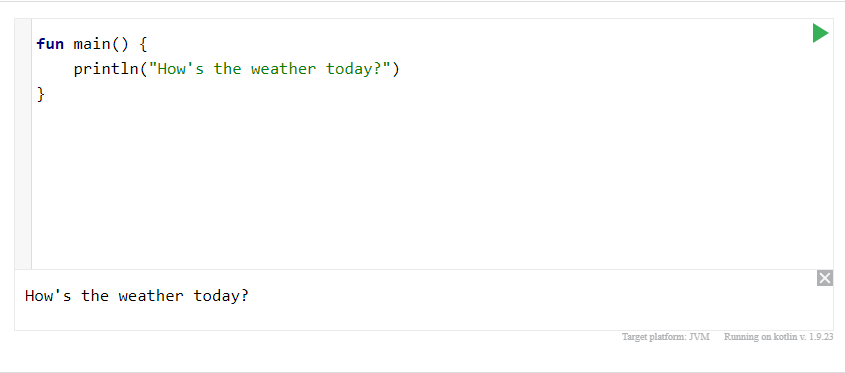 fun main() {
    println("How's the weather today?")
}
How's the weather today?
Target platform: JVM Running on kotlin v. 1.9.23